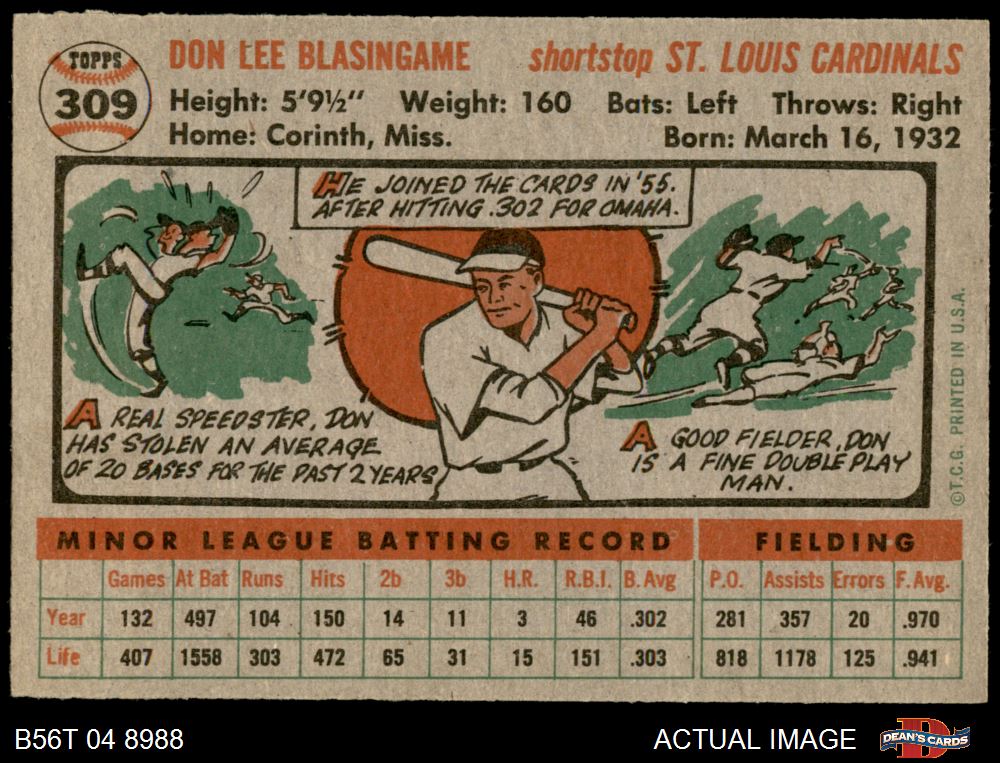 TOPPS
309
DON LEE BLASINGAME shortstop ST. LOUIS CARDINALS
Height: 5'9½" Weight: 160 Bats: Left Throws: Right
Home: Corinth, Miss. Born: March 16, 1932
HE JOINED THE CARDS IN '55.
AFTER HITTING .302 FOR OMAHA.
A REAL SPEEDSTER, DON
HAS STOLEN AN AVERAGE
OF 20 BASES FOR THE PAST 2 YEARS
A GOOD FIELDER, DON
IS A FINE DOUBLE PLAY
MAN.
©T.C.G. PRINTED IN U.S.A.
MINOR LEAGUE BATTING RECORD FIELDING
Games At Bat Runs Hits 2b 3b H.R. R.B.I. B. Avg P.O. Assists Errors F. Avg.
Year 132 497 104 150 14 11 3 46 .302 281 357 20 .970
Life 407 1558 303 472 65 31 15 151 .303 818 1178 125 .941
B56T 04 8988 ACTUAL IMAGE DEAN'S CARDS